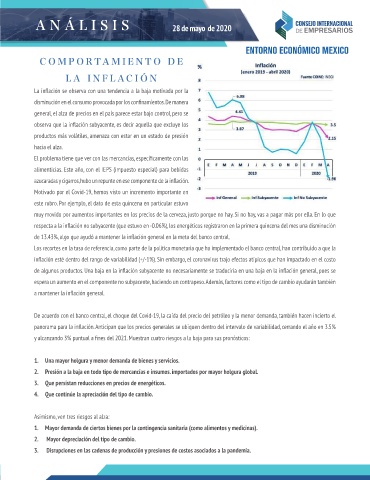 ANÁLISIS
28 de mayo de 2020
CONSEJO INTERNACIONAL
DE EMPRESARIOS
ENTORNO ECONÓMICO MEXICO
COMPORTAMIENTO DE
LA INFLACIÓN
La inflación se observa con una tendencia a la baja motivada por la
disminución en el consumo provocada por los confinamientos. De manera
general, el alza de precios en el país parece estar bajo control, pero se
observa que la inflación subyacente, es decir aquella que excluye los
productos más volátiles, amenaza con estar en un estado de presión
hacia el alza.
El problema tiene que ver con las mercancías, específicamente con las
alimenticias. Este año, con el IEPS (impuesto especial) para bebidas
azucaradas y cigarros, hubo un repunte en ese componente de la inflación.
Motivado por el Covid-19, hemos visto un incremento importante en
este rubro. Por ejemplo, el dato de esta quincena en particular estuvo
muy movido por aumentos importantes en los precios de la cerveza, justo porque no hay. Si no hay, vas a pagar más por ella. En lo que
respecta a la inflación no subyacente (que estuvo en -0.06%), los energéticos registraron en la primera quincena del mes una disminución
de 13.43%, algo que ayudó a mantener la inflación general en la meta del banco central.
Los recortes en la tasa de referencia, como parte de la política monetaria que ha implementado el banco central, han contribuido a que la
inflación esté dentro del rango de variabilidad (+/-1%). Sin embargo, el coronavirus trajo efectos atípicos que han impactado en el costo
de algunos productos. Una baja en la inflación subyacente no necesariamente se traduciría en una baja en la inflación general, pues se
espera un aumento en el componente no subyacente, haciendo un contrapeso. Además, factores como el tipo de cambio ayudarán también
a mantener la inflación general.
%
Inflación
(enero 2019 - abril 2020)
Fuente CIEMEX: INEGI
8
7
6
5
4
3
2
1
0
-1
-2
-3
6.08
4.41
3.87
3.5
2.15
-1.96
E F M A M J J A S O N D E F M A
2019 2020
Inf General Inf Subyacente Inf No Subyacente
De acuerdo con el banco central, el choque del Covid-19, la caída del precio del petróleo y la menor demanda, también hacen incierto el
panorama para la inflación. Anticipan que los precios generales se ubiquen dentro del intervalo de variabilidad, cerrando el año en 3.5%
y alcanzando 3% puntual a fines del 2021. Muestran cuatro riesgos a la baja para sus pronósticos:
1. Una mayor holgura y menor demanda de bienes y servicios.
2. Presión a la baja en todo tipo de mercancías e insumos, importados por mayor holgura global.
3. Que persistan reducciones en precios de energéticos.
4. Que continúe la apreciación del tipo de cambio.
Asimismo, ven tres riesgos al alza:
1. Mayor demanda de ciertos bienes por la contingencia sanitaria (como alimentos y medicinas).
2. Mayor depreciación del tipo de cambio.
3. Disrupciones en las cadenas de producción y presiones de costos asociados a la pandemia.